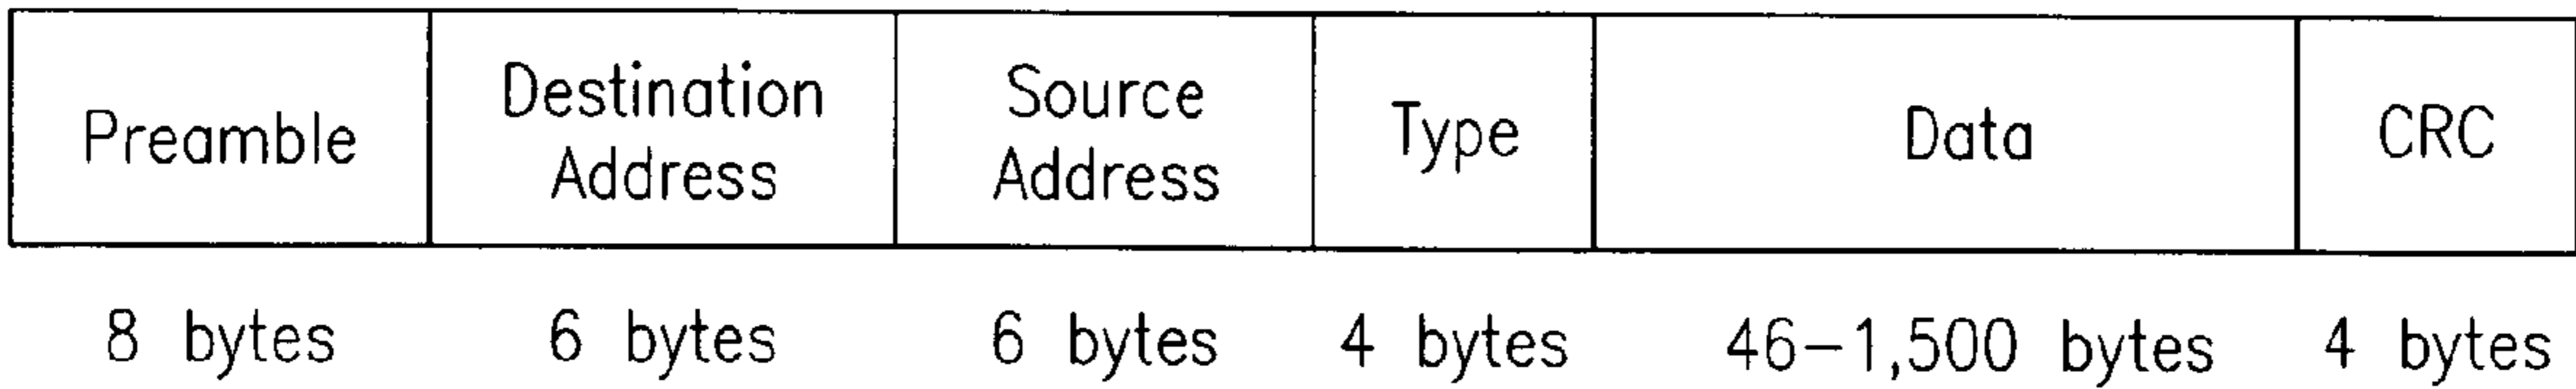 Preamble
Destination
Address
Source
Address
Type
Data
CRC
8 bytes
6 bytes
6 bytes
4 bytes
46-1,500 bytes
4 bytes